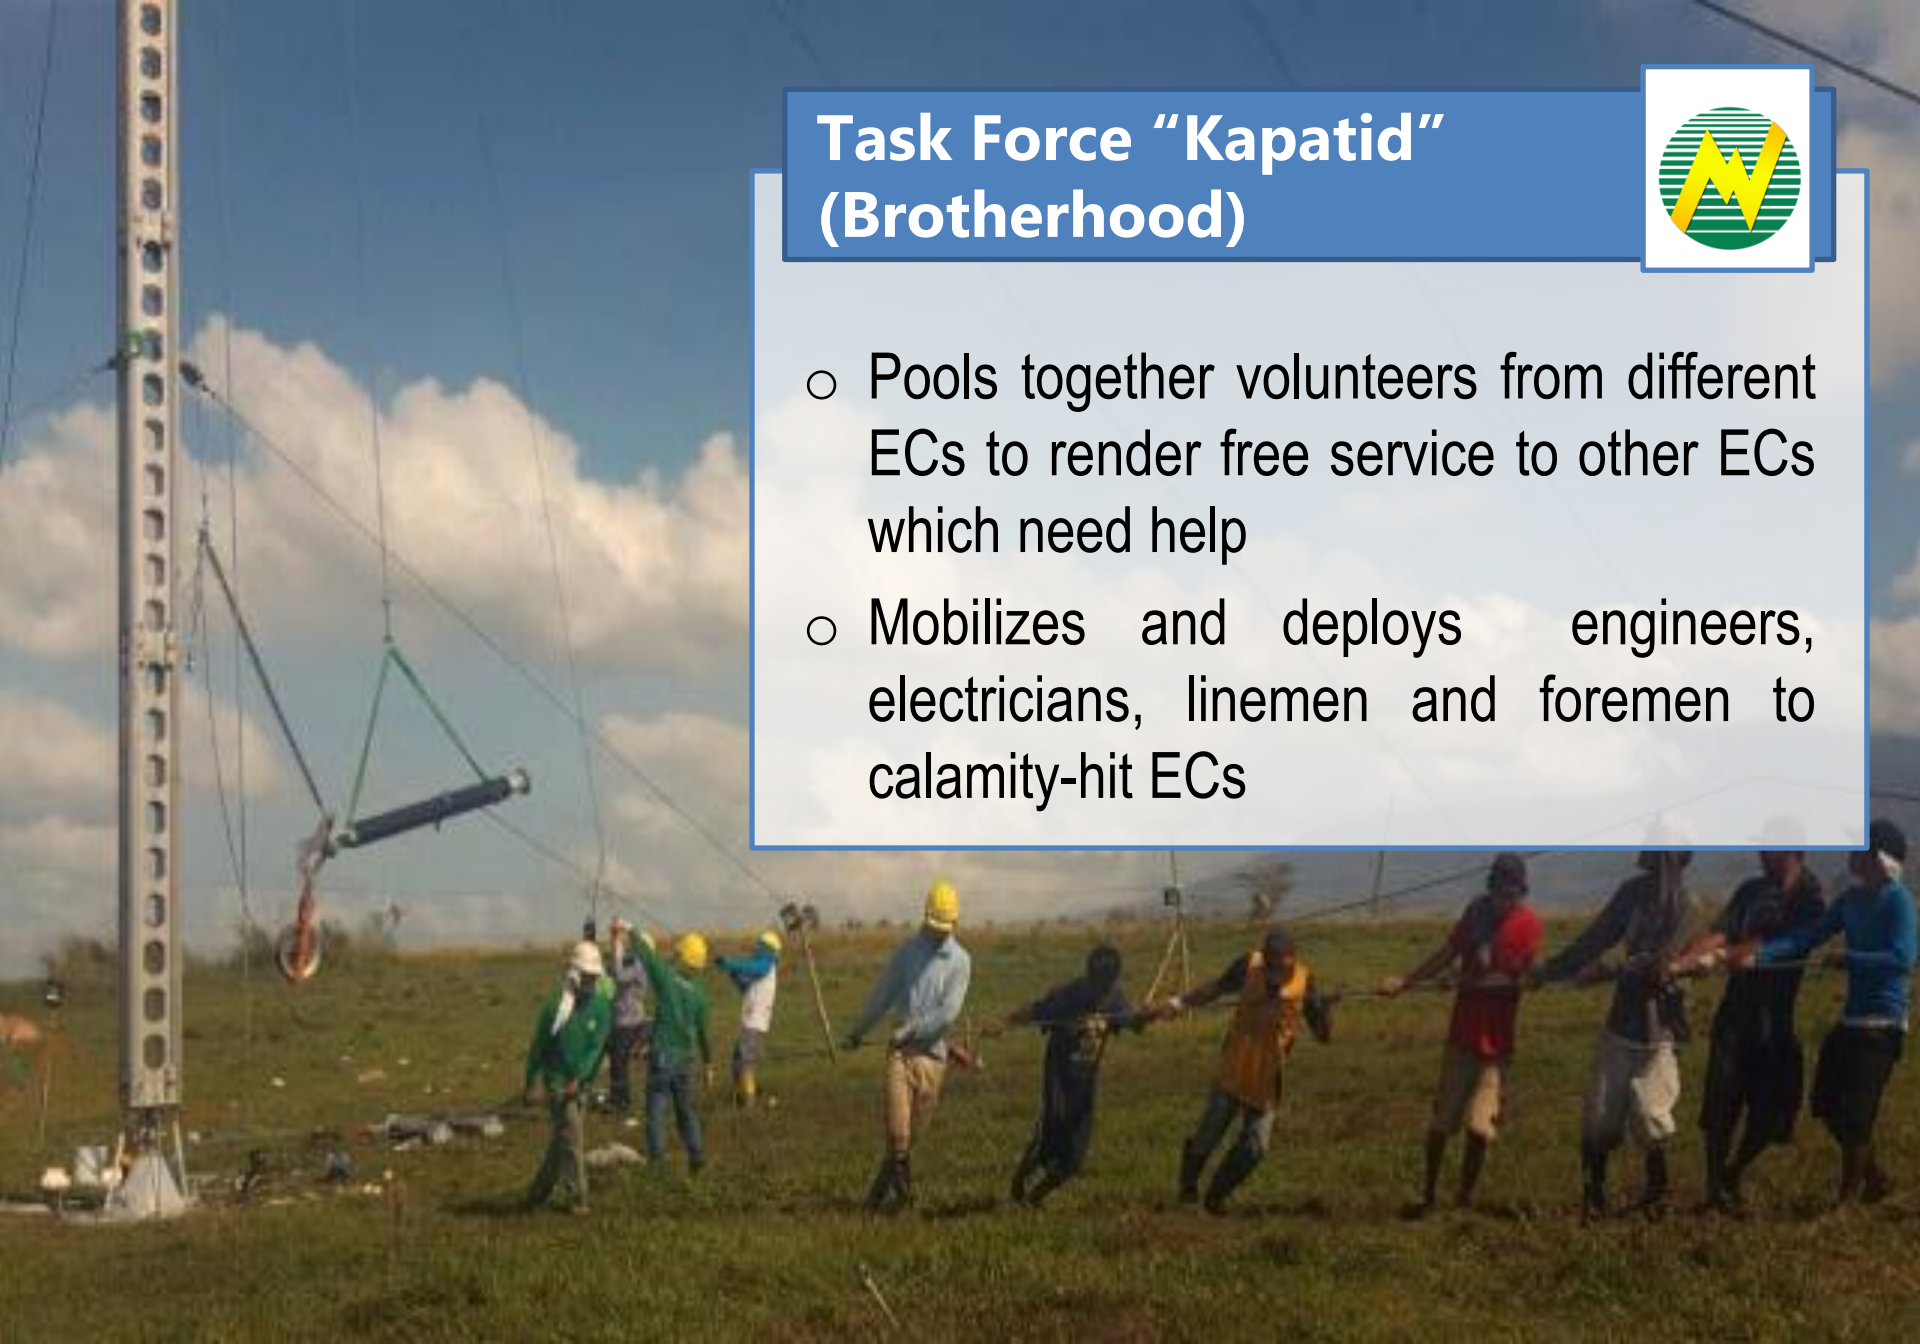 Task Force “Kapatid”
(Brotherhood)
○ Pools together volunteers from different
ECs to render free service to other ECs
which need help
○ Mobilizes and deploys engineers,
electricians, linemen and foremen to
calamity-hit ECs